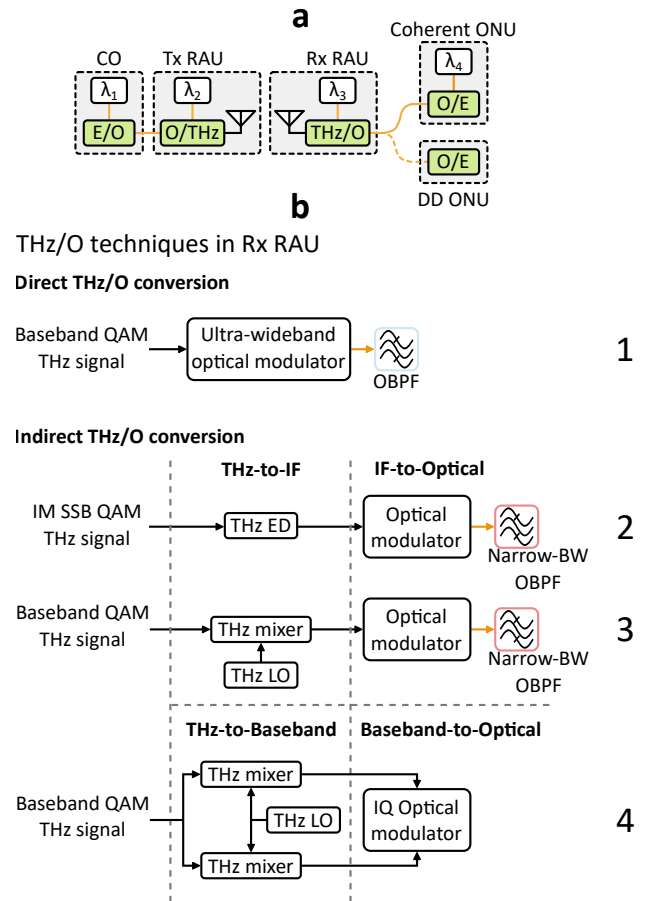 a
CO
Tx RAU
Rx RAU
Coherent ONU
λ1
λ2
λ3
λ4
E/O
O/THz
THz/O
O/E
O/E
DD ONU
b
THz/O techniques in Rx RAU
Direct THz/O conversion
Baseband QAM
THz signal
Ultra-wideband
optical modulator
OBPF
1
Indirect THz/O conversion
THz-to-IF
IF-to-Optical
IM SSB QAM
THz signal
THz ED
Optical
modulator
Narrow-BW
OBPF
2
Baseband QAM
THz signal
THz mixer
THz LO
Optical
modulator
Narrow-BW
OBPF
3
THz-to-Baseband
Baseband-to-Optical
Baseband QAM
THz signal
THz mixer
THz LO
THz mixer
IQ Optical
modulator
4